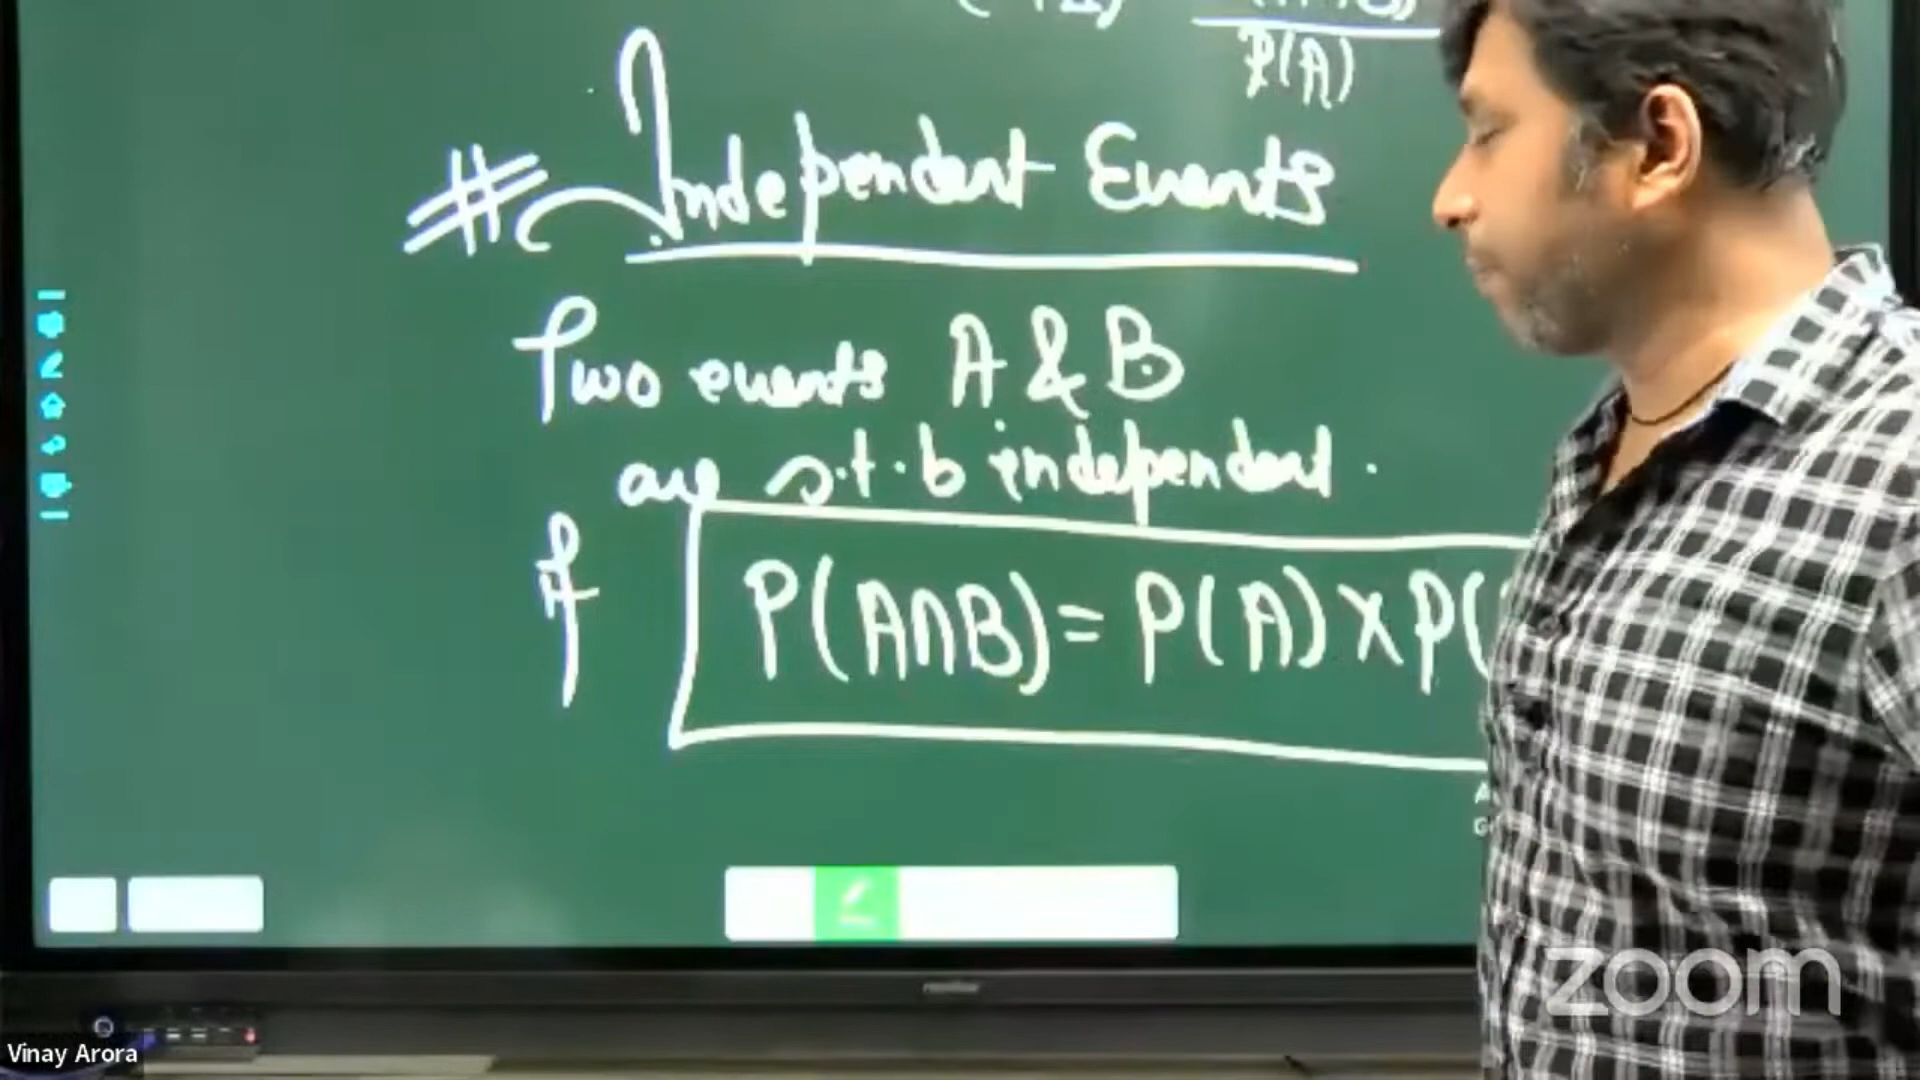 P(A)
# Independent Events
Two events A & B
are s.t.b independent.
if P(A∩B) = P(A) x P(
zoom
Vinay Arora